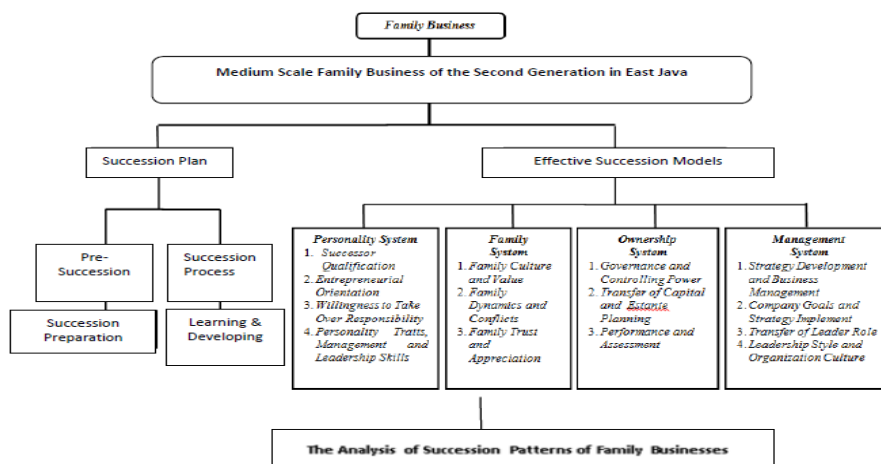 Family Business
Medium Scale Family Business of the Second Generation in East Java
Succession Plan
Effective Succession Models
Pre-
Succession
Succession
Process
Succession
Preparation
Learning &
Developing
Personality System
1. Successor
Qualification
2. Entrepreneurial
Orientation
3. Willingness to Take
Over Responsibility
4. Personality Traits,
Management and
Leadership Skills
Family
System
1. Family Culture
and Value
2. Family
Dynamics and
Conflicts
3. Family Trust
and
Appreciation
Ownership
System
1. Governance and
Controlling Power
2. Transfer of Capital
and Estante
Planning
3. Performance and
Assessment
Management
System
1. Strategy Development
and Business
Management
2. Company Goals and
Strategy Implement
3. Transfer of Leader Role
4. Leadership Style and
Organization Culture
The Analysis of Succession Patterns of Family Businesses